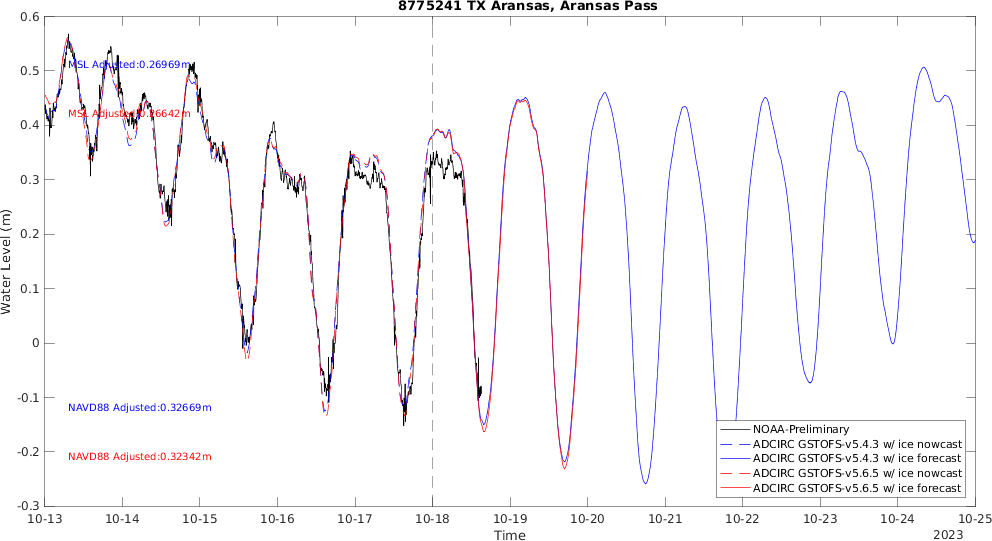 8775241 TX Aransas, Aransas Pass
0.6
0.5
0.4
0.3
0.2
0.1
0
-0.1
-0.2
-0.3
Water Level (m)
MSL Adjusted:0.26969m
MSL Adjusted:0.26642m
NAVD88 Adjusted:0.32669m
NAVD88 Adjusted:0.32342m
NOAA-Preliminary
ADCIRC GSTOFS-v5.4.3 w/ ice nowcast
ADCIRC GSTOFS-v5.4.3 w/ ice forecast
ADCIRC GSTOFS-v5.6.5 w/ ice nowcast
ADCIRC GSTOFS-v5.6.5 w/ ice forecast
10-13 10-14 10-15 10-16 10-17 10-18 10-19 10-20 10-21 10-22 10-23 10-24 10-25
Time
2023